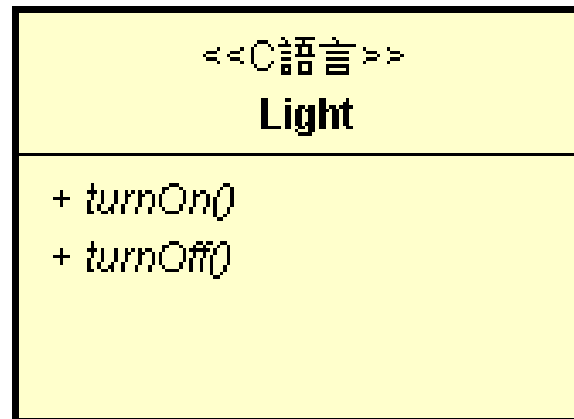 <<C語言>>
Light
+ turnOn()
+ turnOff()